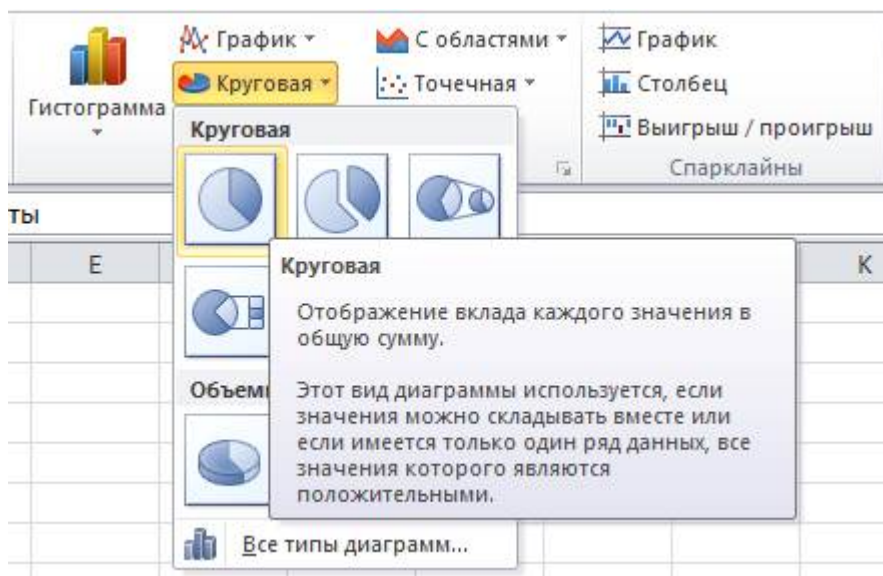 График
С областями
График
Круговая
Точечная
Столбец
Гистограмма
Выигрыш / проигрыш
Круговая
Спарклайны
ты
E
K
Круговая
Отображение вклада каждого значения в
общую сумму.
Этот вид диаграммы используется, если
значения можно складывать вместе или
если имеется только один ряд данных, все
значения которого являются
положительными.
Объем
Все типы диаграмм...